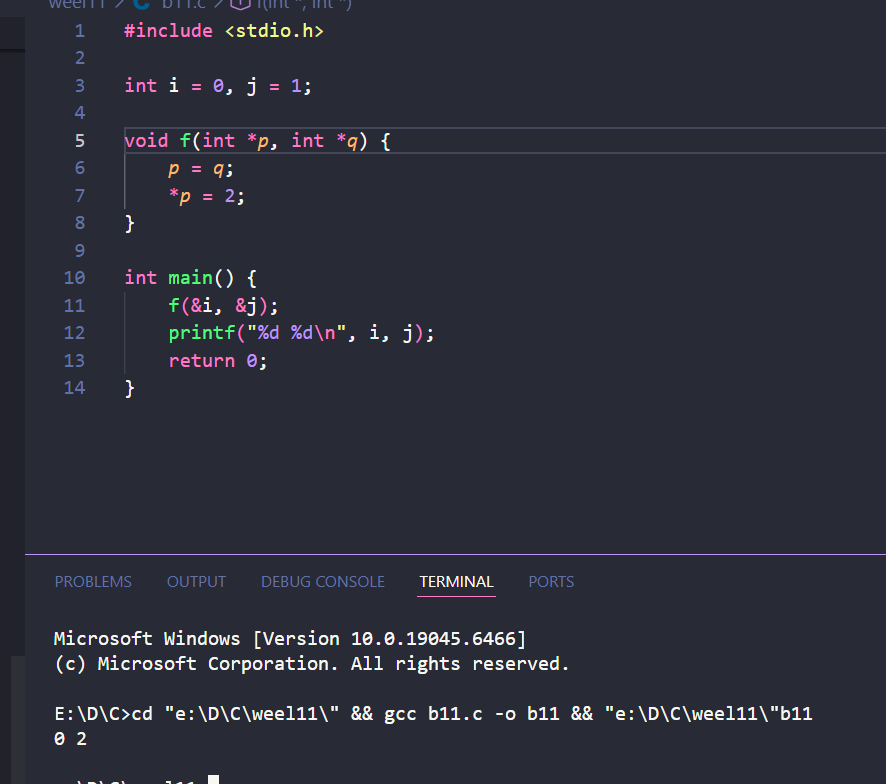 weel11 > C b11.c > f(int *, int *)
1 #include <stdio.h>
2
3 int i = 0, j = 1;
4
5 void f(int *p, int *q) {
6     p = q;
7     *p = 2;
8 }
9
10 int main() {
11     f(&i, &j);
12     printf("%d %d\n", i, j);
13     return 0;
14 }
PROBLEMS OUTPUT DEBUG CONSOLE TERMINAL PORTS
Microsoft Windows [Version 10.0.19045.6466]
(c) Microsoft Corporation. All rights reserved.
E:\D\C>cd "e:\D\C\weel11\" && gcc b11.c -o b11 && "e:\D\C\weel11\"b11
0 2